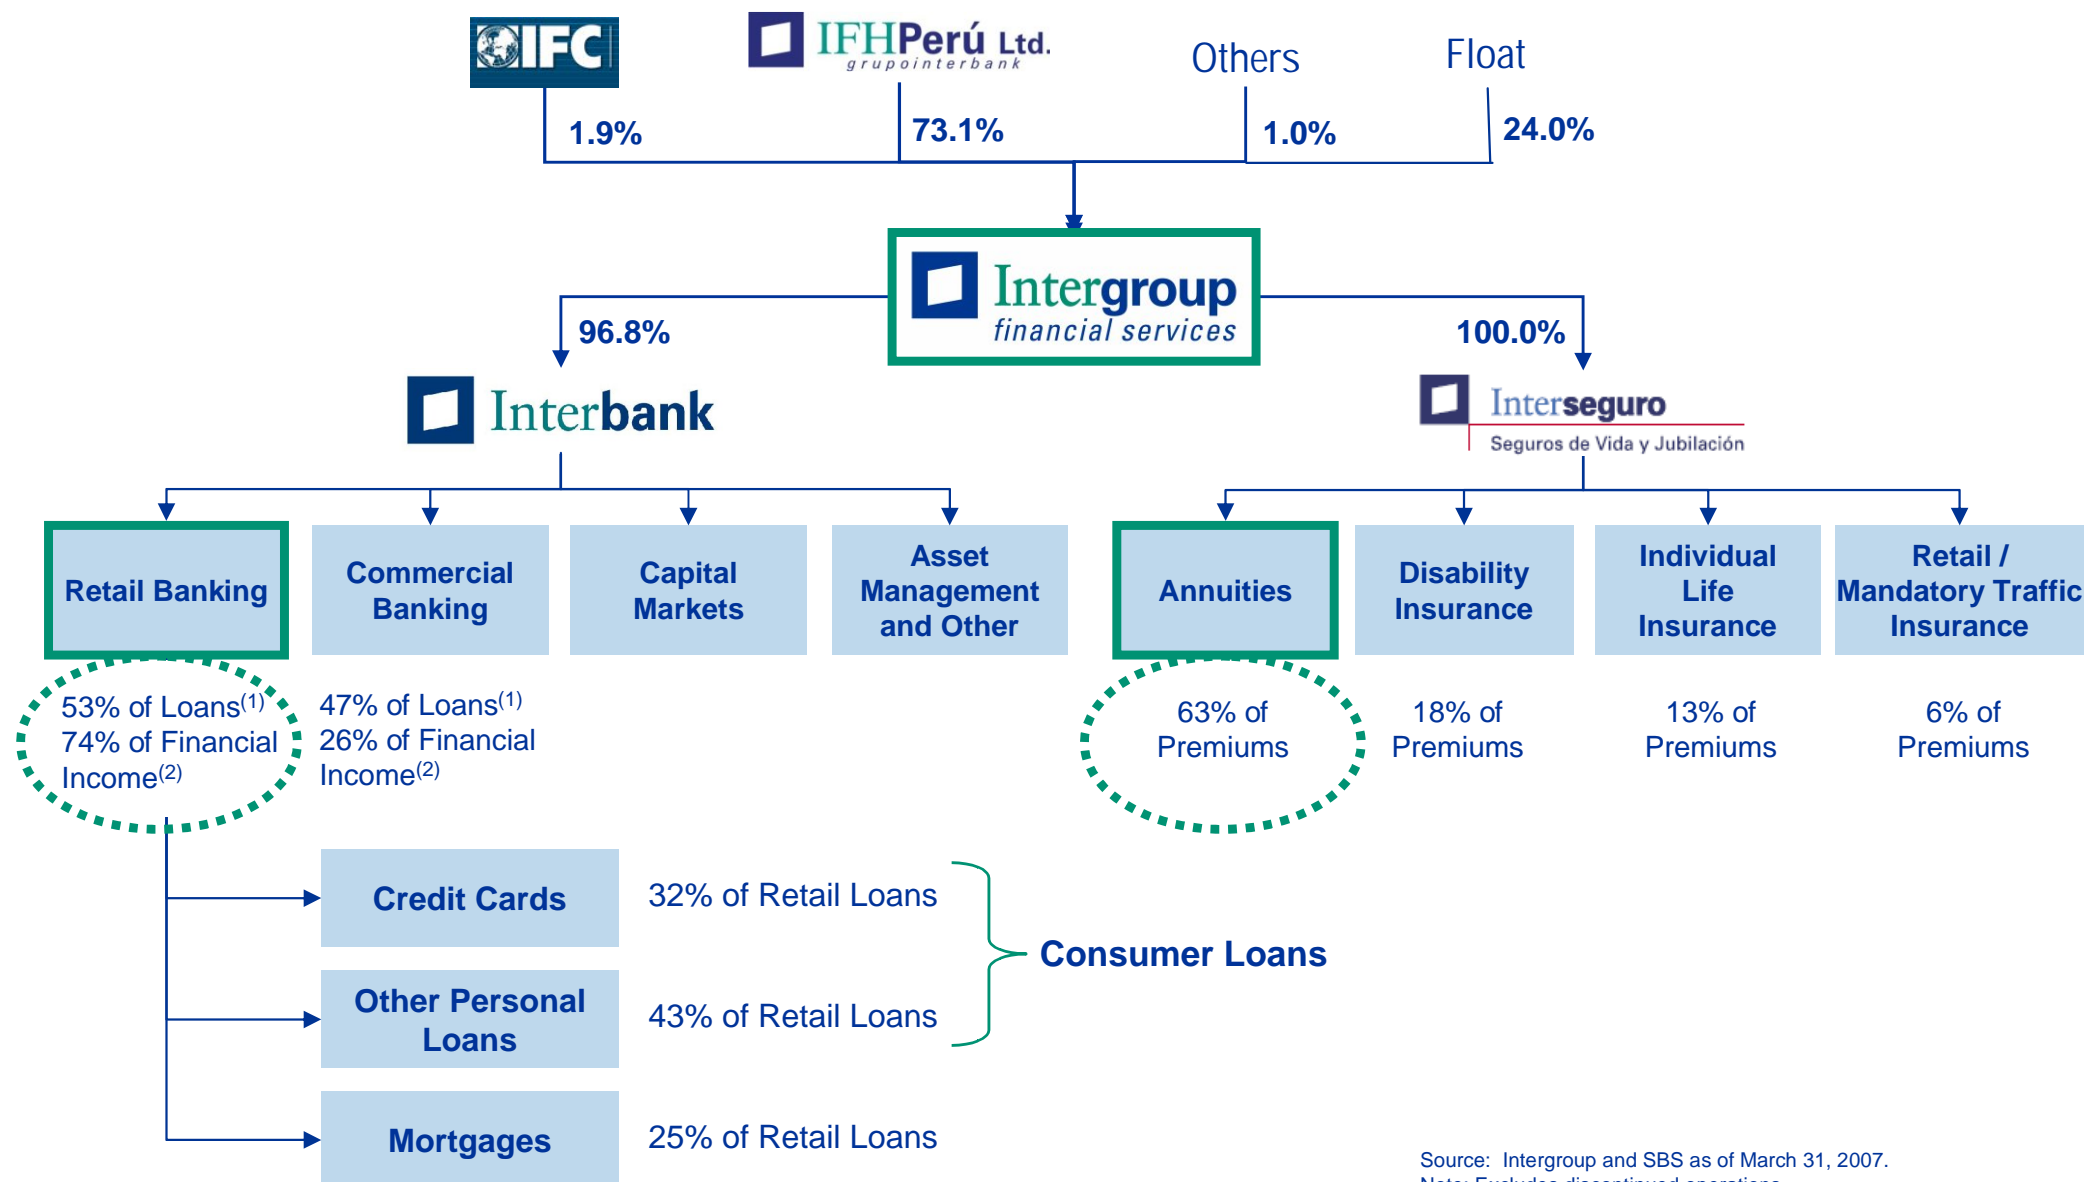 IFC
IFHPerú Ltd.
grupointerbank
Others
Float
1.9%
73.1%
1.0%
24.0%
Intergroup
financial services
96.8%
100.0%
Interbank
Interseguro
Seguros de Vida y Jubilación
Retail Banking
Commercial
Banking
Capital
Markets
Asset
Management
and Other
Annuities
Disability
Insurance
Individual
Life
Insurance
Retail /
Mandatory Traffic
Insurance
53% of Loans(1)
74% of Financial
Income(2)
47% of Loans(1)
26% of Financial
Income(2)
63% of
Premiums
18% of
Premiums
13% of
Premiums
6% of
Premiums
Credit Cards
32% of Retail Loans
Consumer Loans
Other Personal
Loans
43% of Retail Loans
Mortgages
25% of Retail Loans
Source: Intergroup and SBS as of March 31, 2007.
Note: Excludes discontinued operations